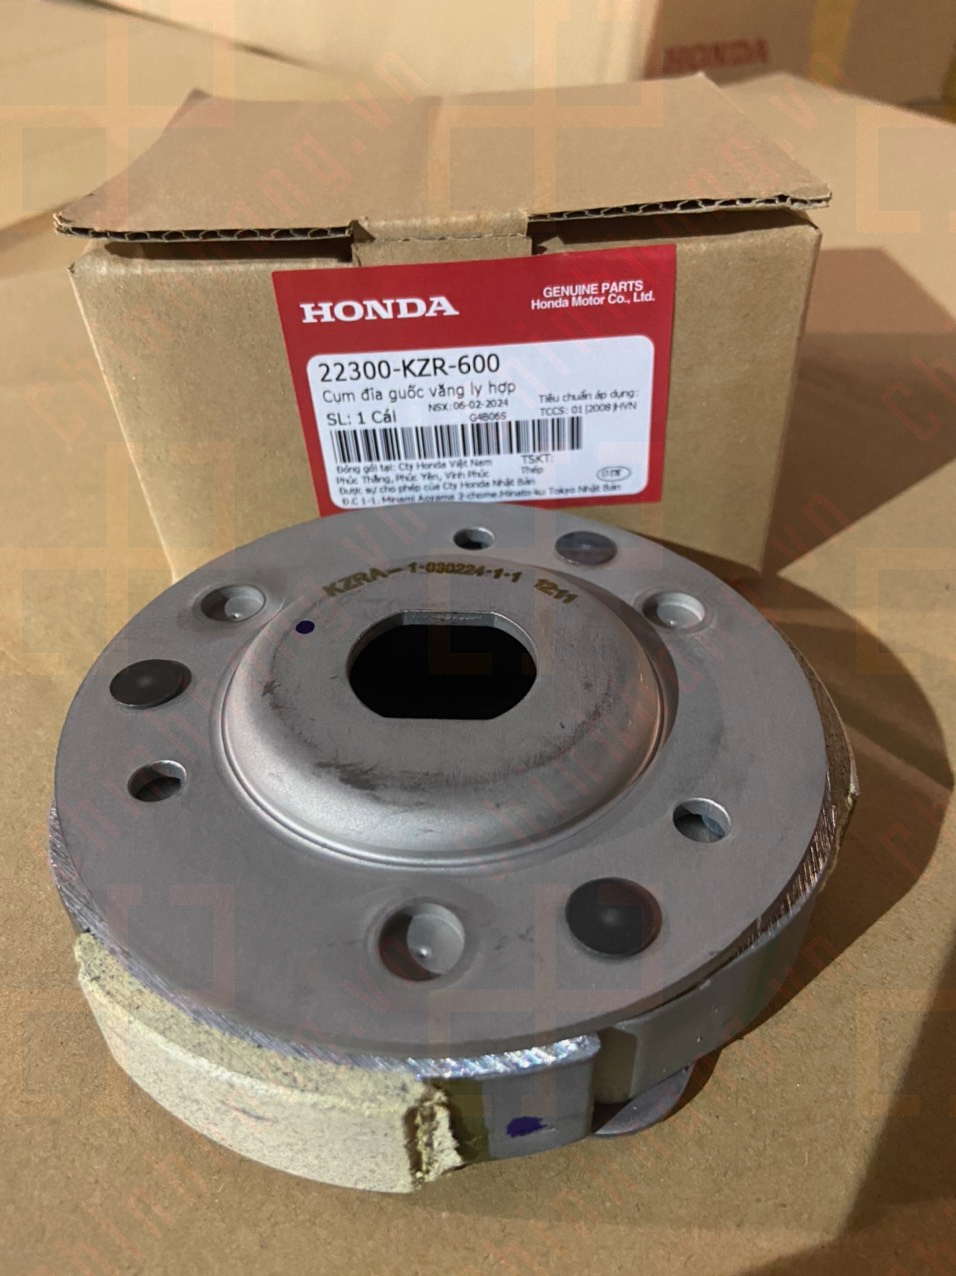 HONDA
HONDA
GENUINE PARTS
Honda Motor Co., Ltd.
22300-KZR-600
Cụm đĩa guốc văng ly hợp
NSX: 06-02-2024
Tiêu chuẩn áp dụng:
SL: 1 Cái
G4B06S
TCCS: 01|2008|HVN
Đóng gói tại: Cty Honda Việt Nam
TSKT:
Phúc Thắng, Phúc Yên, Vĩnh Phúc
Thép
Được sự cho phép của Cty Honda Nhật Bản
Đ.C 1-1, Minami Aoyama 2-chome Minato-ku Tokyo Nhật Bản
KZRA-1-030224-1-1 1211